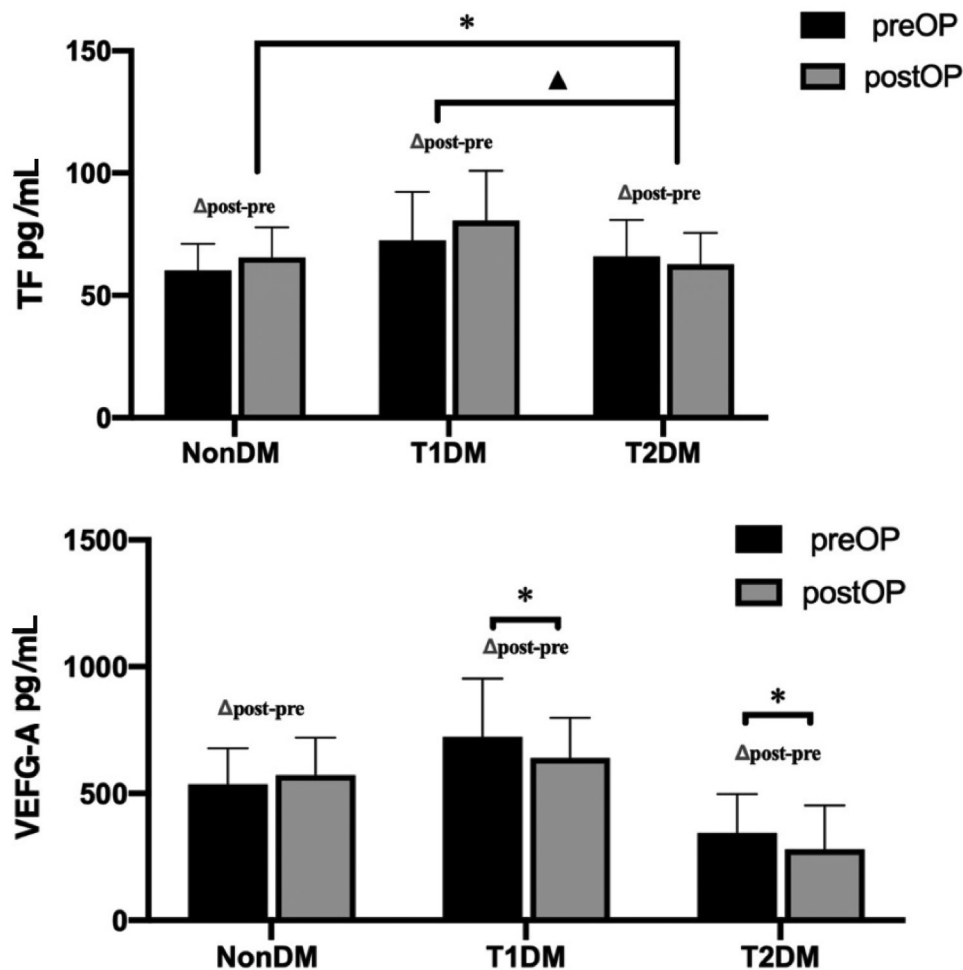 preOP
postOP
*
▲
Δpost-pre
Δpost-pre
Δpost-pre
TF pg/mL
150
100
50
0
NonDM T1DM T2DM
preOP
postOP
*
Δpost-pre
*
Δpost-pre
Δpost-pre
VEFG-A pg/mL
1500
1000
500
0
NonDM T1DM T2DM